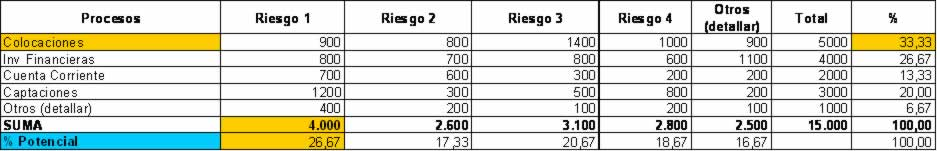 Procesos Riesgo 1 Riesgo 2 Riesgo 3 Riesgo 4 Otros (detallar) Total %
Colocaciones 900 800 1400 1000 900 5000 33,33
Inv Financieras 800 700 800 600 1100 4000 26,67
Cuenta Corriente 700 600 300 200 200 2000 13,33
Captaciones 1200 300 500 800 200 3000 20,00
Otros (detallar) 400 200 100 200 100 1000 6,67
SUMA 4.000 2.600 3.100 2.800 2.500 15.000 100,00
% Potencial 26,67 17,33 20,67 18,67 16,67 100,00